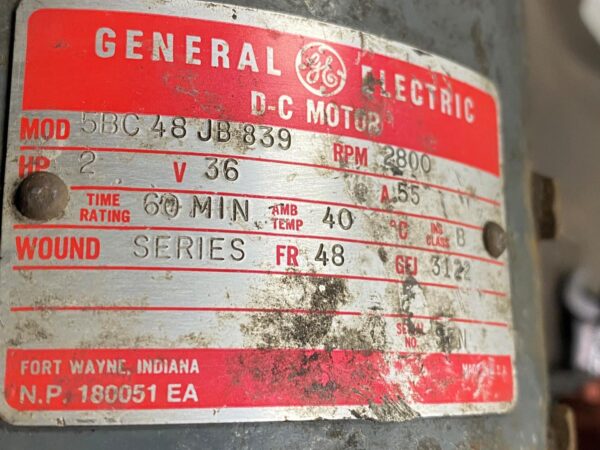 GENERAL GE ELECTRIC
D-C MOTOR
MOD 5BC 48 JB 839 RPM 2800
HP 2 V 36 A 55
TIME RATING 60 MIN AMB TEMP 40 °C INS CLASS B
WOUND SERIES FR 48 GEJ 3122
SERIAL NO. N
FORT WAYNE, INDIANA
N.P. 180051 EA